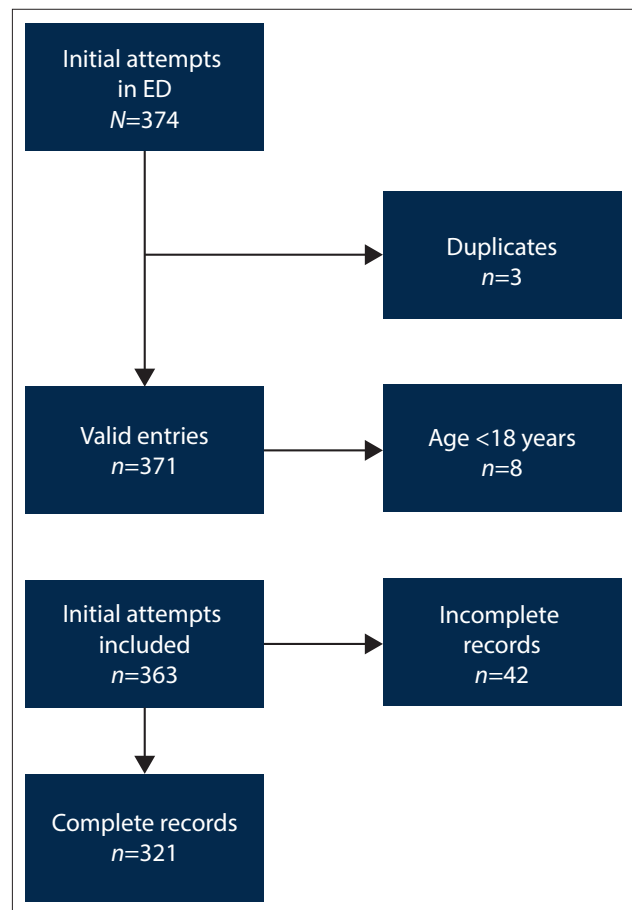 Initial attempts
in ED
N=374
Duplicates
n=3
Valid entries
n=371
Age <18 years
n=8
Initial attempts
included
n=363
Incomplete
records
n=42
Complete records
n=321